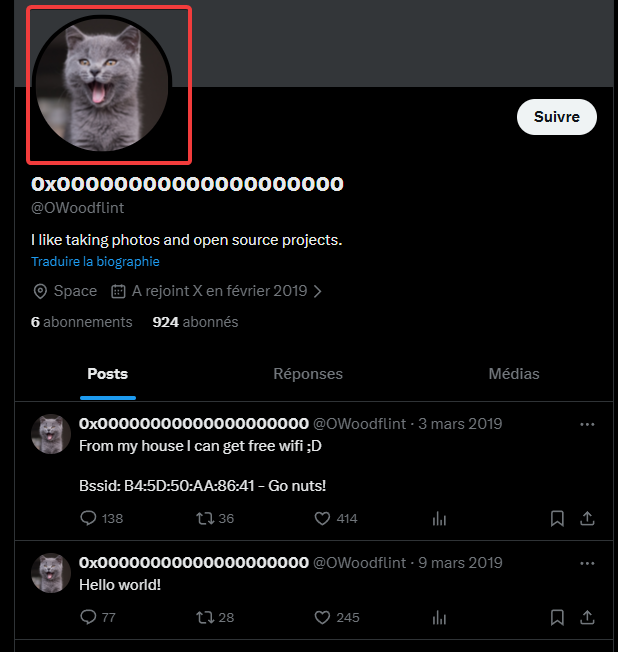 Suivre
0x00000000000000000000
@OWoodflint
I like taking photos and open source projects.
Traduire la biographie
Space A rejoint X en février 2019
6 abonnements 924 abonnés
Posts Réponses Médias
0x00000000000000000000 @OWoodflint · 3 mars 2019
From my house I can get free wifi ;D
Bssid: B4:5D:50:AA:86:41 - Go nuts!
138 36 414
0x00000000000000000000 @OWoodflint · 9 mars 2019
Hello world!
77 28 245